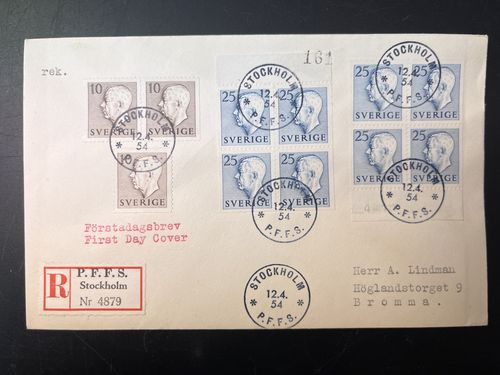 rek.
161
10
10
SVERIGE
SVERIGE
10
SVERIGE
25
25
SVERIGE
SVERIGE
25
25
SVERIGE
SVERIGE
25
25
SVERIGE
SVERIGE
25
25
SVERIGE
SVERIGE
STOCKHOLM
12.4.
54
P.F.F.S.
STOCKHOLM
12.4.
54
P.F.F.S.
STOCKHOLM
12.4.
54
P.F.F.S.
STOCKHOLM
12.4.
54
P.F.F.S.
STOCKHOLM
12.4.
54
P.F.F.S.
Förstadagsbrev
First Day Cover
R
P.F.F.S.
Stockholm
Nr 4879
STOCKHOLM
12.4.
54
P.F.F.S.
Herr A. Lindman
Höglandstorget 9
Bromma.